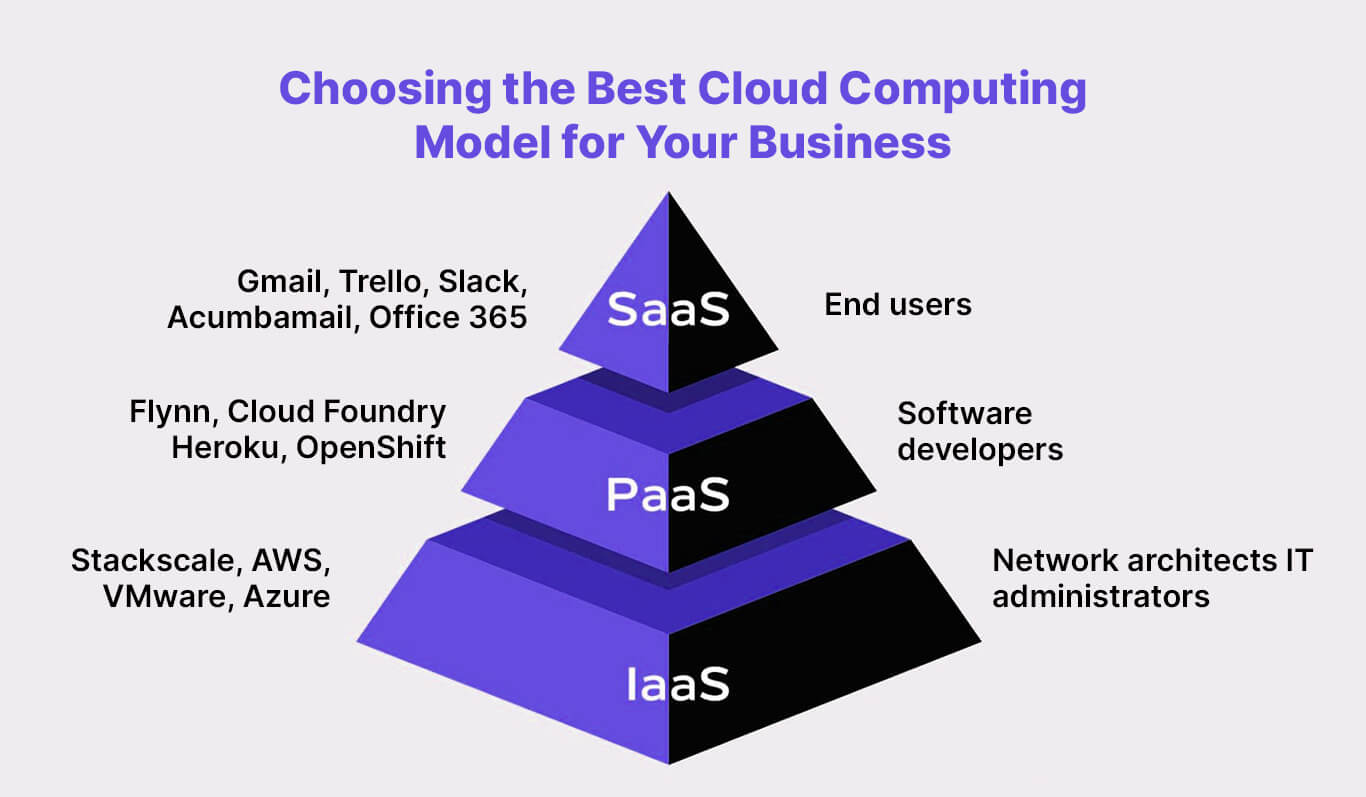 Choosing the Best Cloud Computing
Model for Your Business
Gmail, Trello, Slack,
Acumbamail, Office 365
SaaS
End users
Flynn, Cloud Foundry
Heroku, OpenShift
PaaS
Software
developers
Stackscale, AWS,
VMware, Azure
IaaS
Network architects IT
administrators